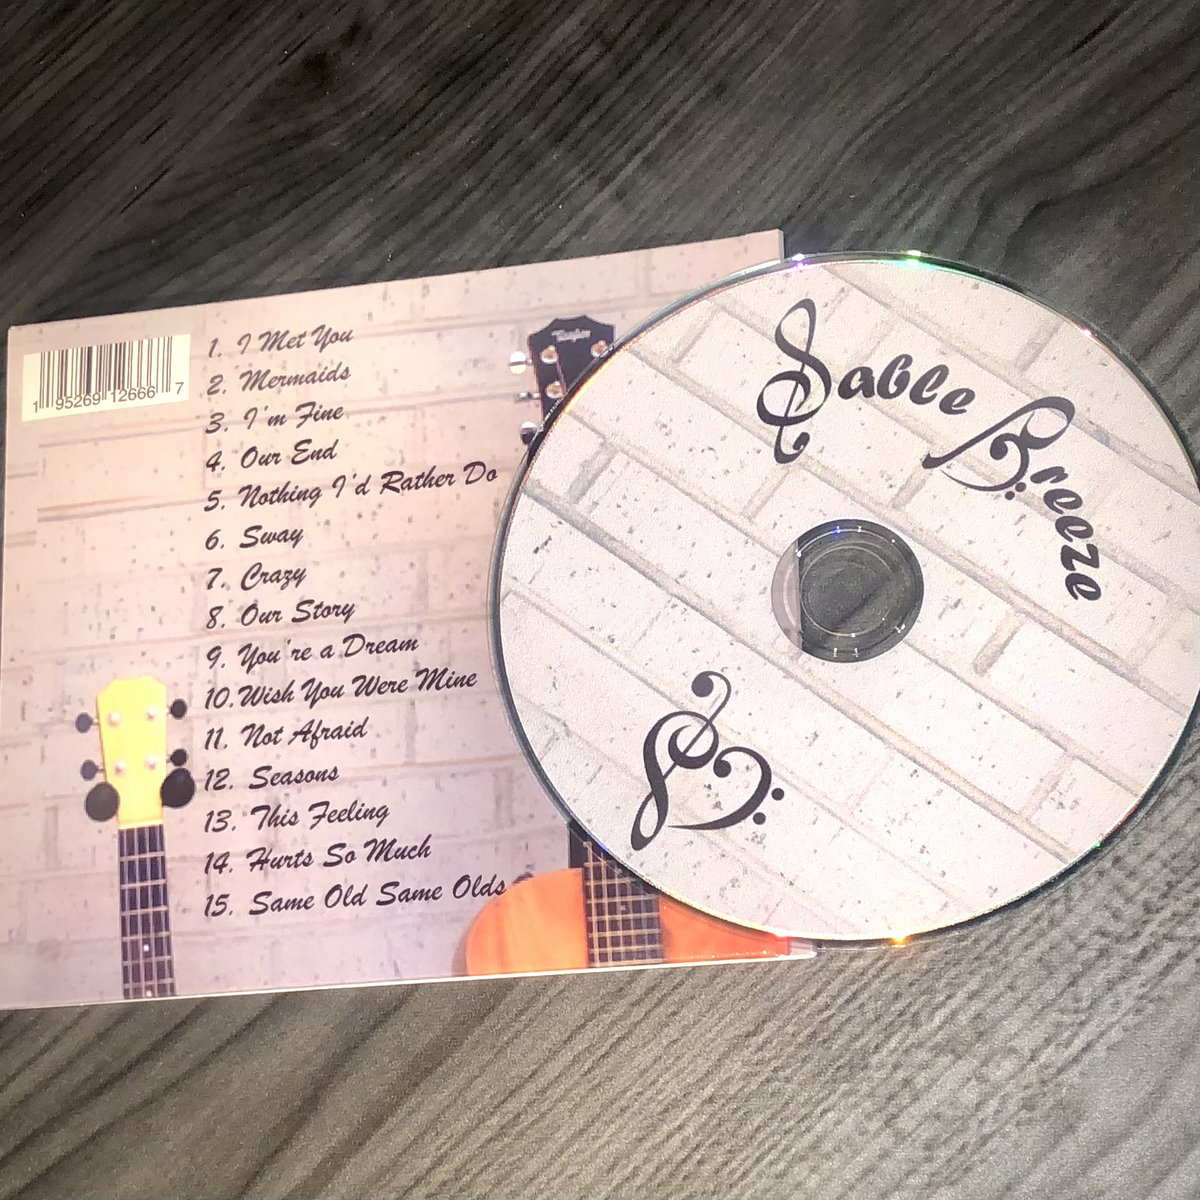 1 95269 12666 7
1. I Met You
2. Mermaids
3. I'm Fine
4. Our End
5. Nothing I'd Rather Do
6. Sway
7. Crazy
8. Our Story
9. You're a Dream
10. Wish You Were Mine
11. Not Afraid
12. Seasons
13. This Feeling
14. Hurts So Much
15. Same Old Same Olds
Sable Breeze